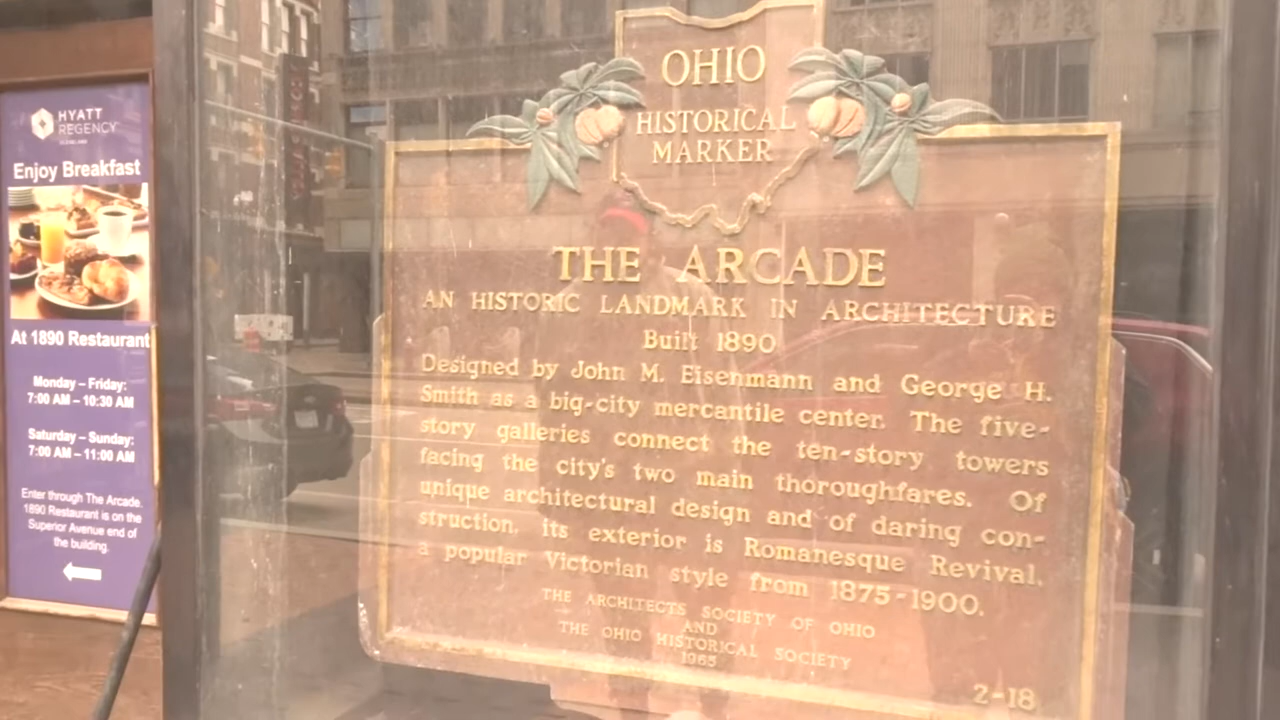 HYATT
REGENCY
CLEVELAND
Enjoy Breakfast
At 1890 Restaurant
Monday – Friday:
7:00 AM – 10:30 AM
Saturday – Sunday:
7:00 AM – 11:00 AM
Enter through The Arcade.
1890 Restaurant is on the
Superior Avenue end of
the building.
OHIO
HISTORICAL
MARKER
THE ARCADE
AN HISTORIC LANDMARK IN ARCHITECTURE
Built 1890
Designed by John M. Eisenmann and George H.
Smith as a big-city mercantile center. The five-
story galleries connect the ten-story towers
facing the city's two main thoroughfares. Of
unique architectural design and of daring con-
struction, its exterior is Romanesque Revival,
a popular Victorian style from 1875-1900.
THE ARCHITECTS SOCIETY OF OHIO
AND
THE OHIO HISTORICAL SOCIETY
1965
2-18